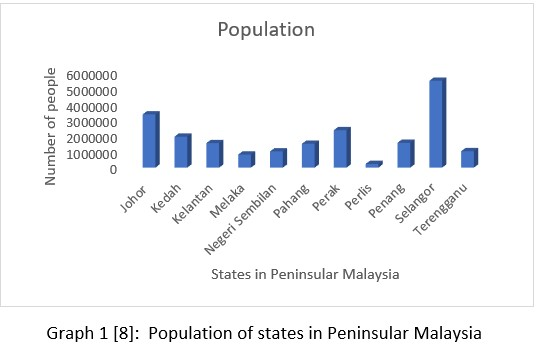 Population
Number of people
6000000
5000000
4000000
3000000
2000000
1000000
0
Johor
Kedah
Kelantan
Melaka
Negeri Sembilan
Pahang
Perak
Perlis
Penang
Selangor
Terengganu
States in Peninsular Malaysia
Graph 1 [8]: Population of states in Peninsular Malaysia